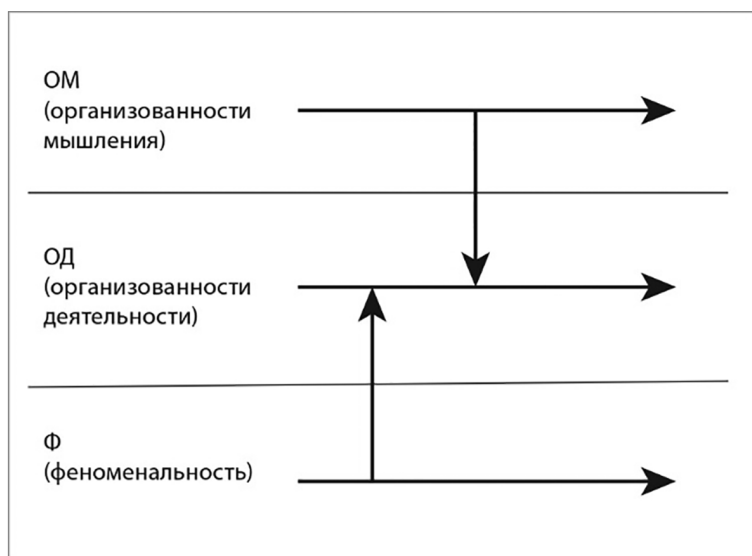 ОМ
(организованности
мышления)
ОД
(организованности
деятельности)
Ф
(феноменальность)